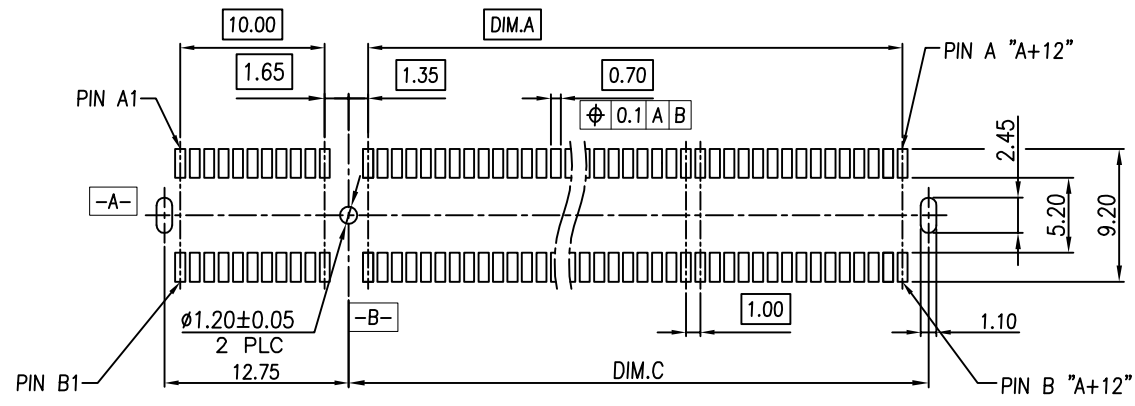 10.00
DIM.A
PIN A "A+12"
1.65
1.35
0.70
PIN A1
⌖ 0.1 A B
2.45
-A-
5.20
9.20
ø1.20±0.05
2 PLC
-B-
1.00
1.10
12.75
DIM.C
PIN B1
PIN B "A+12"